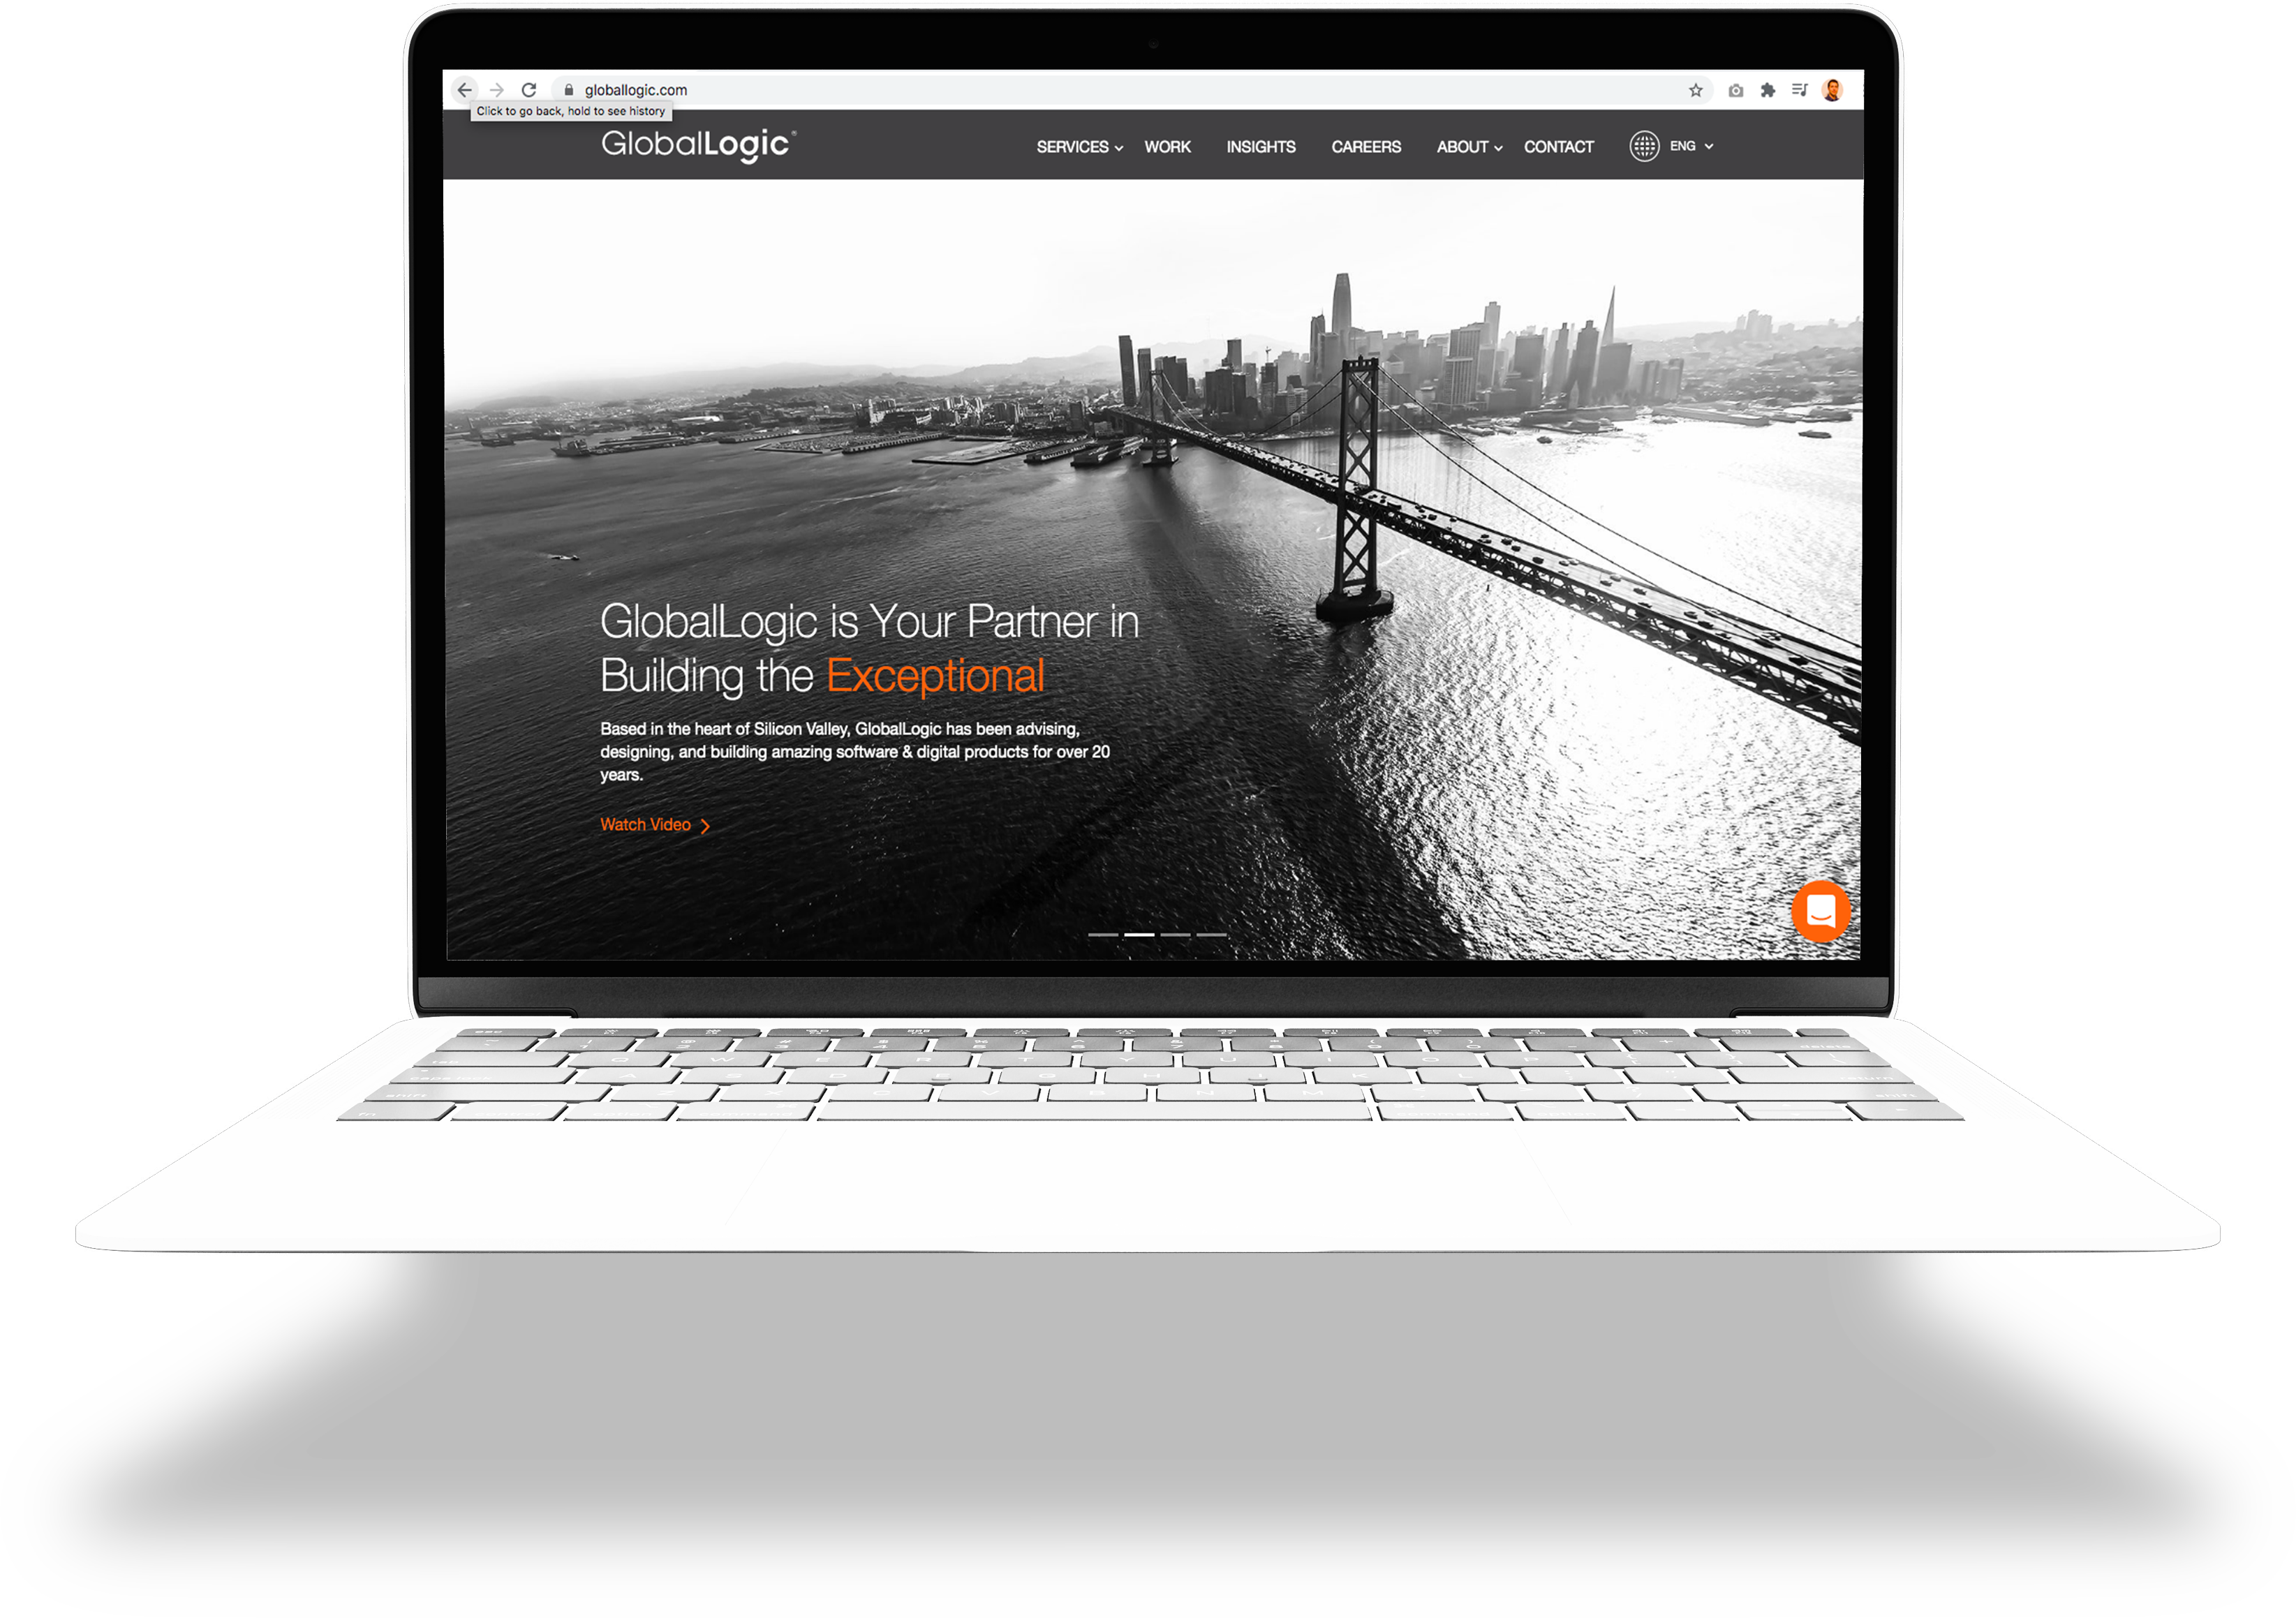 globallogic.com
Click to go back, hold to see history
GlobalLogic®
SERVICES WORK INSIGHTS CAREERS ABOUT CONTACT ENG
GlobalLogic is Your Partner in
Building the Exceptional
Based in the heart of Silicon Valley, GlobalLogic has been advising,
designing, and building amazing software & digital products for over 20
years.
Watch Video